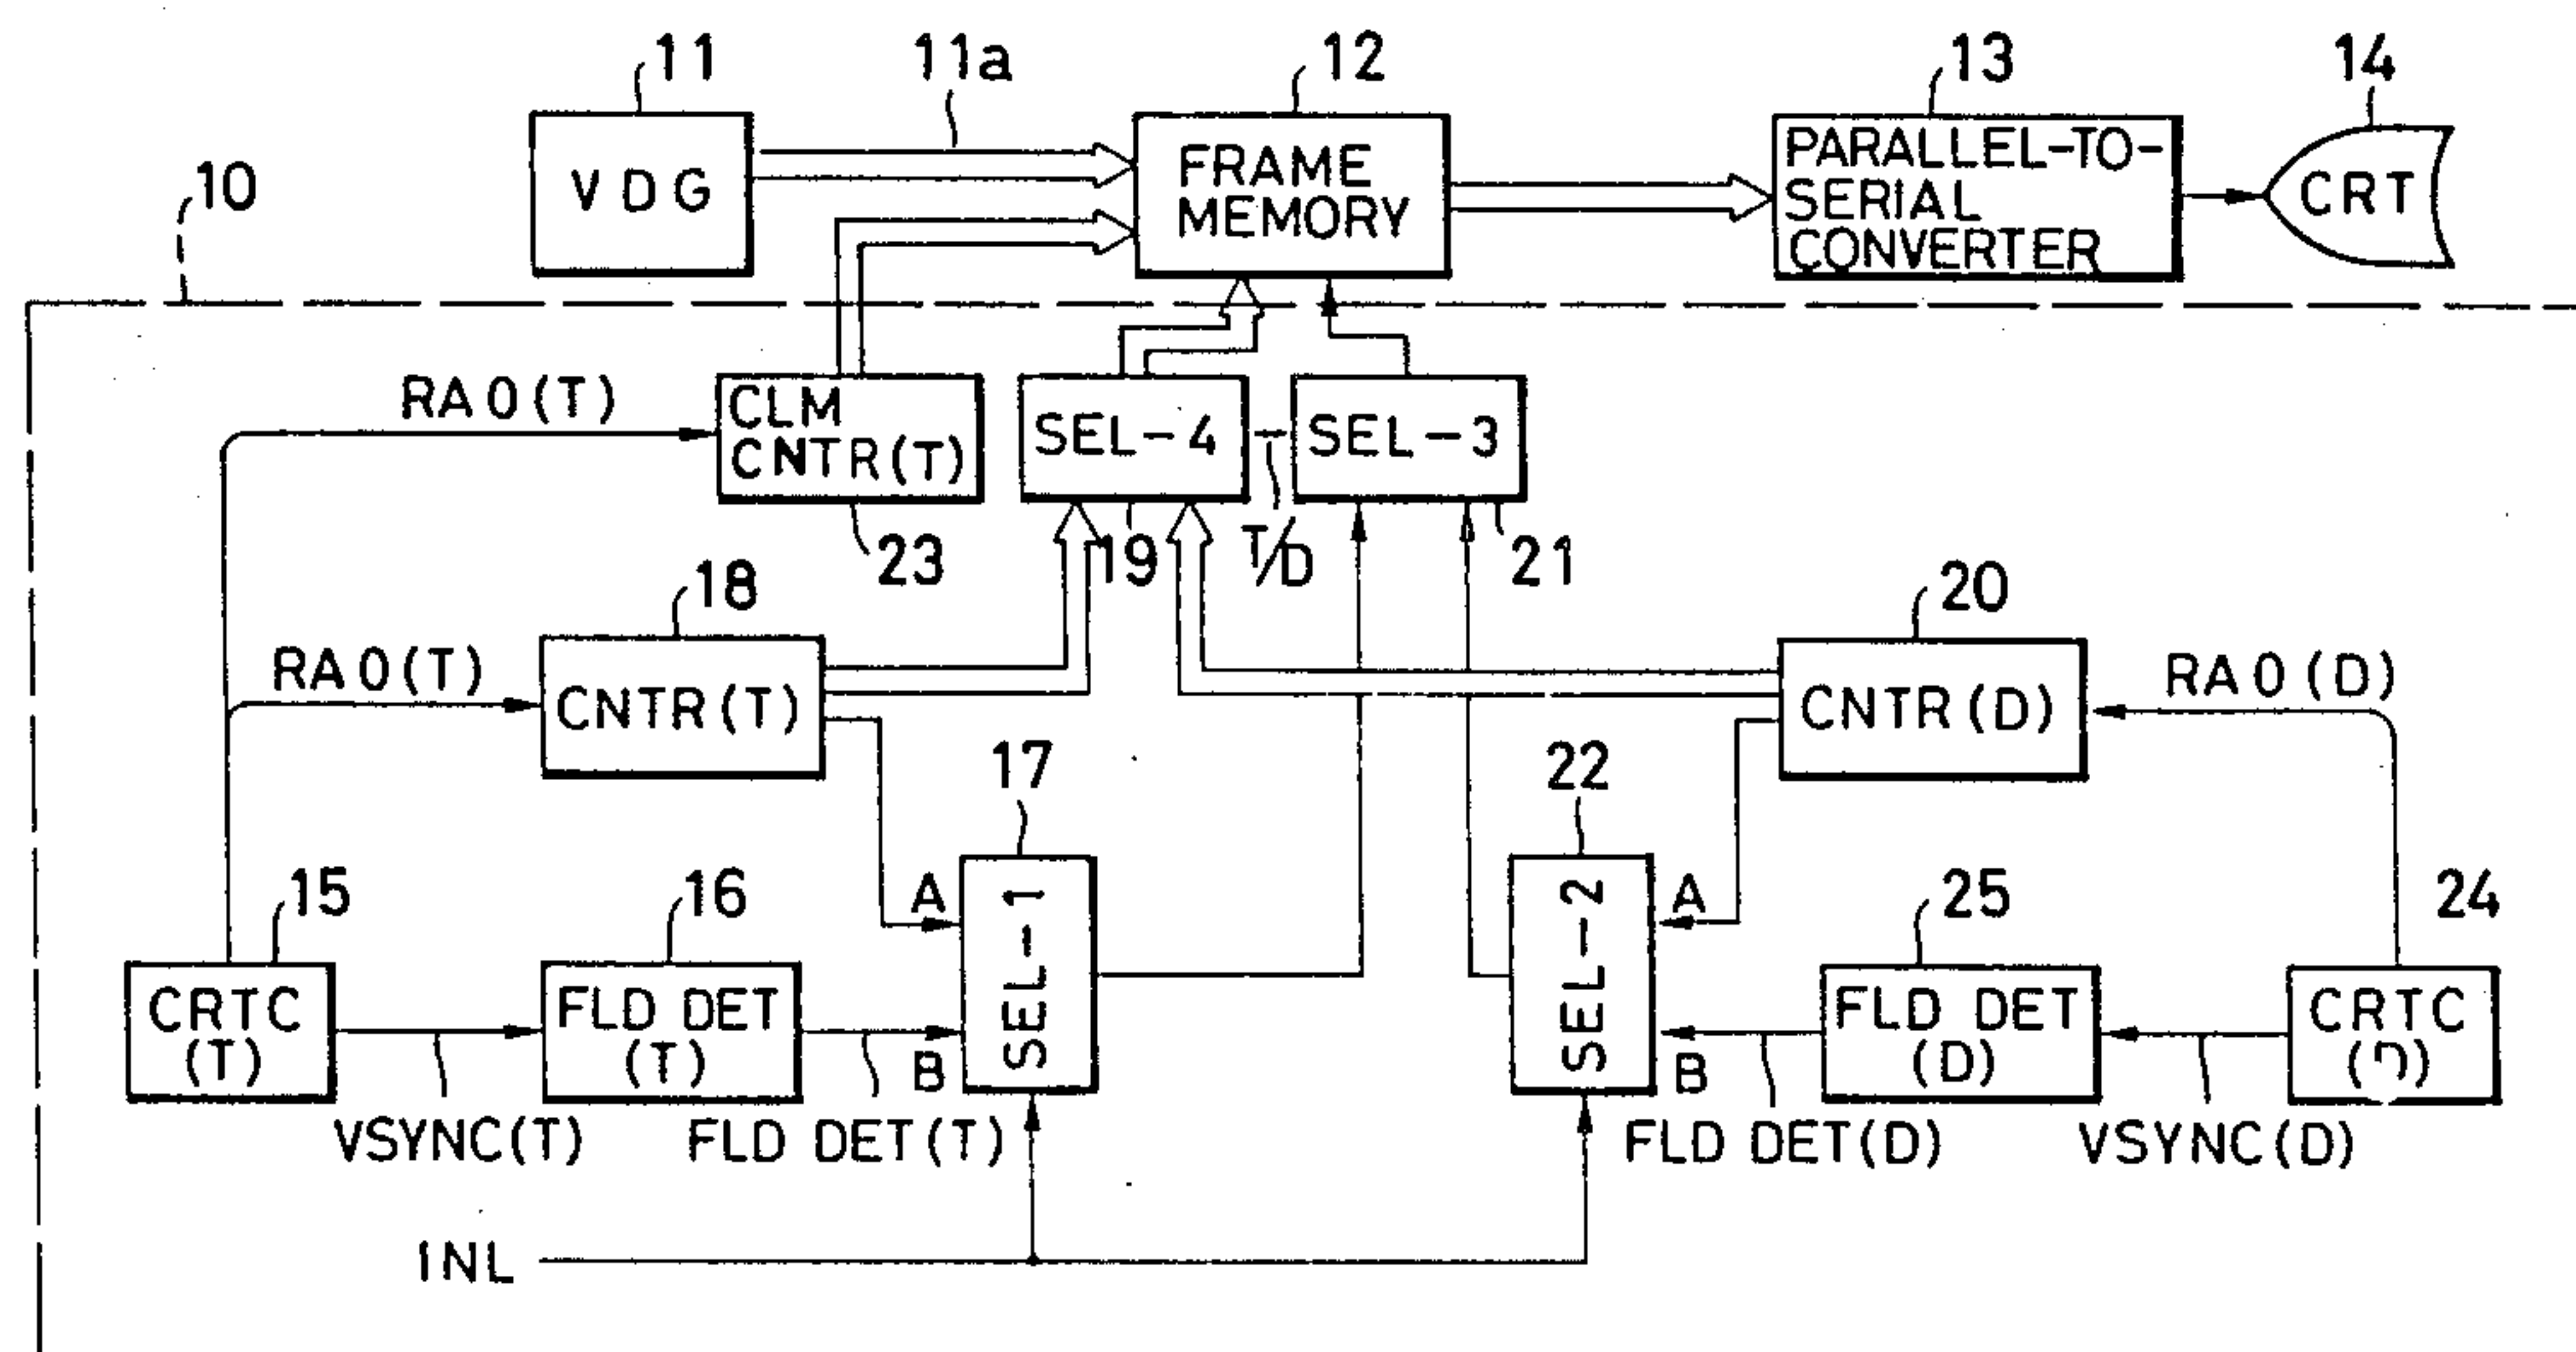 11
11a
12
13
14
VDG
FRAME
MEMORY
PARALLEL-TO-
SERIAL
CONVERTER
CRT
10
RA0(T)
CLM
CNTR(T)
SEL-4
SEL-3
23
19
T/D
21
18
20
RA0(T)
CNTR(T)
CNTR(D)
RA0(D)
17
22
15
16
A
SEL-1
SEL-2
A
25
24
CRTC
(T)
FLD DET
(T)
B
B
FLD DET
(D)
CRTC
(D)
VSYNC(T)
FLD DET(T)
FLD DET(D)
VSYNC(D)
INL